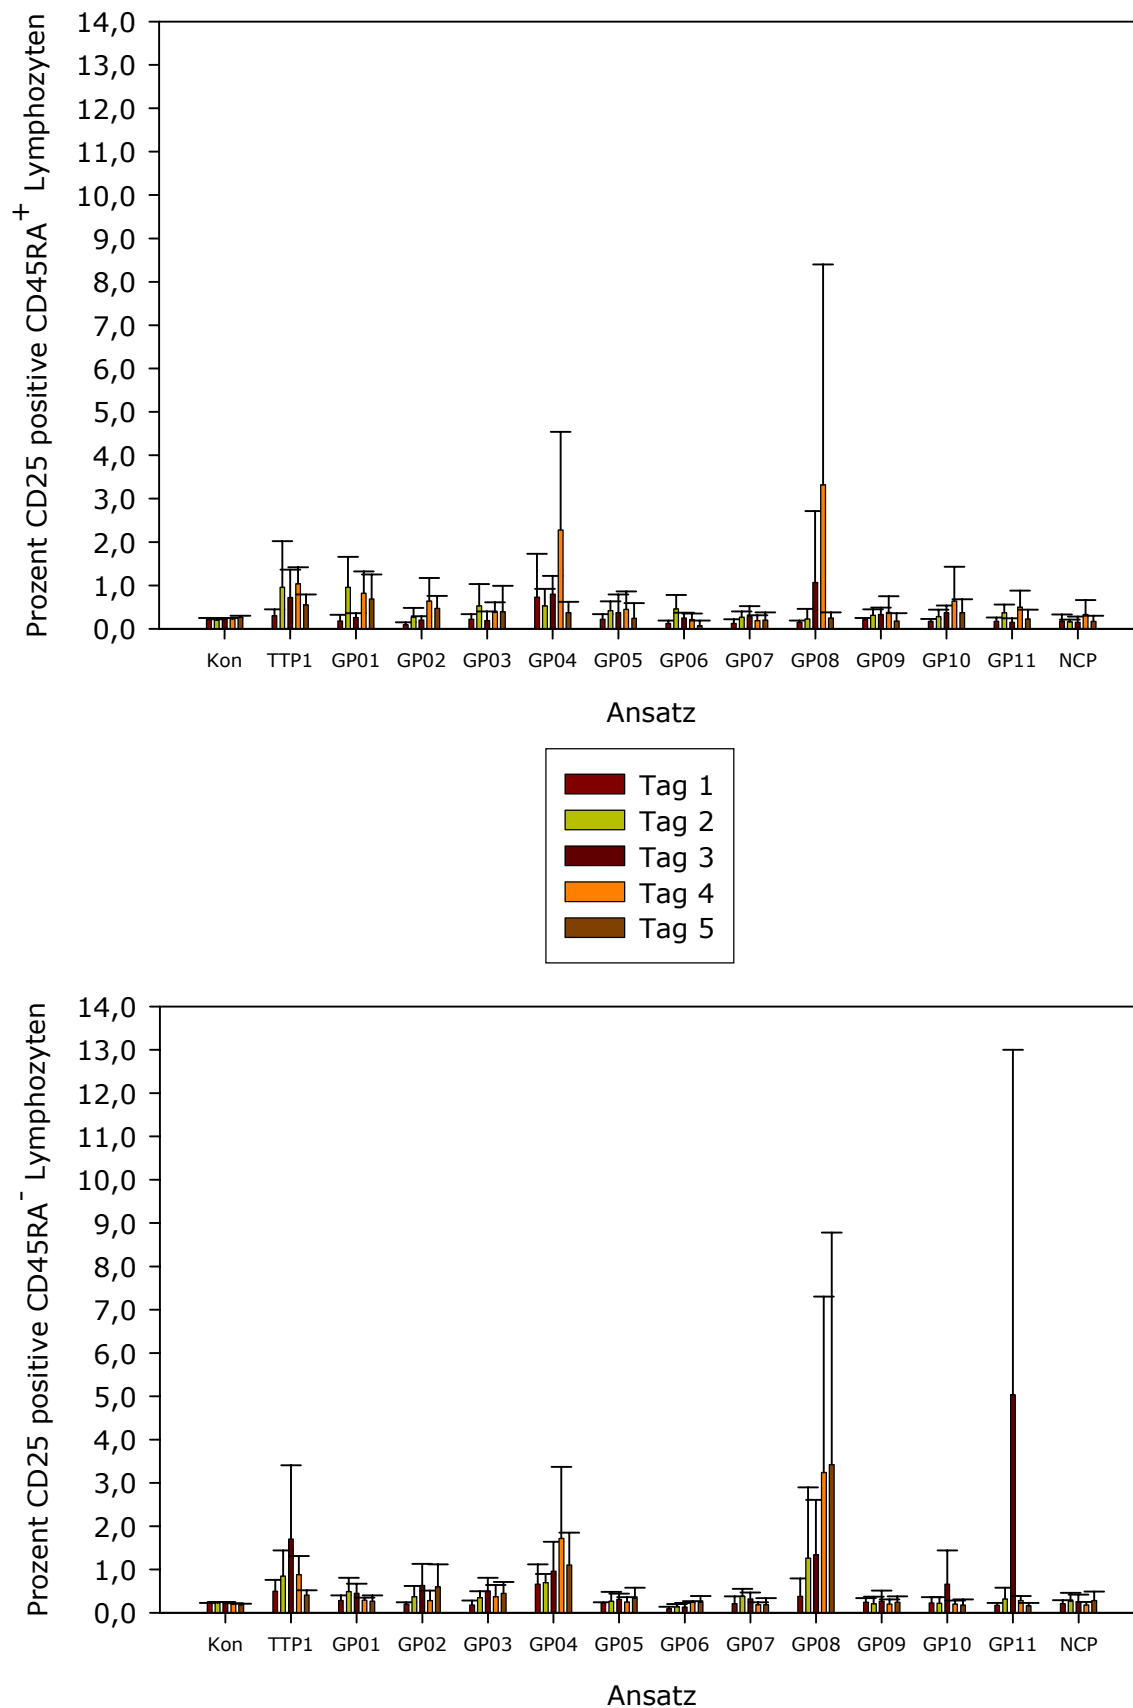 Prozent CD25 positive CD45RA+ Lymphozyten
14,0
13,0
12,0
11,0
10,0
9,0
8,0
7,0
6,0
5,0
4,0
3,0
2,0
1,0
0,0
Kon TTP1 GP01 GP02 GP03 GP04 GP05 GP06 GP07 GP08 GP09 GP10 GP11 NCP
Ansatz
Tag 1
Tag 2
Tag 3
Tag 4
Tag 5
Prozent CD25 positive CD45RA- Lymphozyten
14,0
13,0
12,0
11,0
10,0
9,0
8,0
7,0
6,0
5,0
4,0
3,0
2,0
1,0
0,0
Kon TTP1 GP01 GP02 GP03 GP04 GP05 GP06 GP07 GP08 GP09 GP10 GP11 NCP
Ansatz